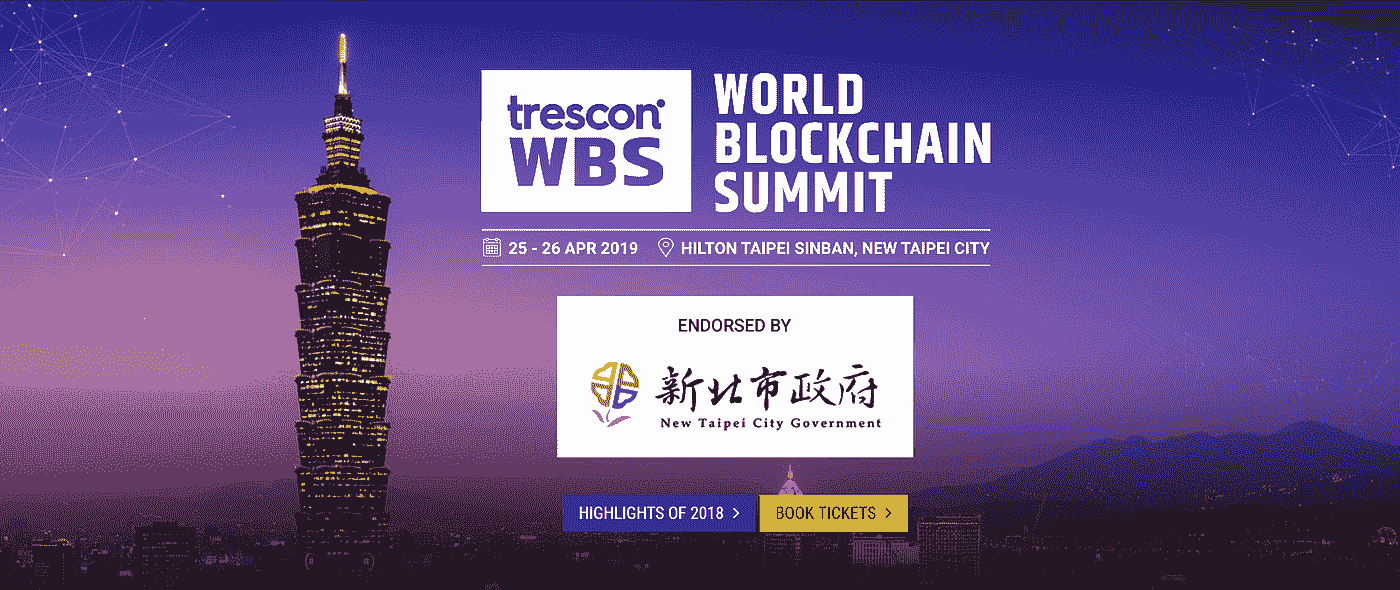 trescon
WBS
WORLD
BLOCKCHAIN
SUMMIT
25 - 26 APR 2019 HILTON TAIPEI SINBAN, NEW TAIPEI CITY
ENDORSED BY
新北市政府
New Taipei City Government
HIGHLIGHTS OF 2018 > BOOK TICKETS >